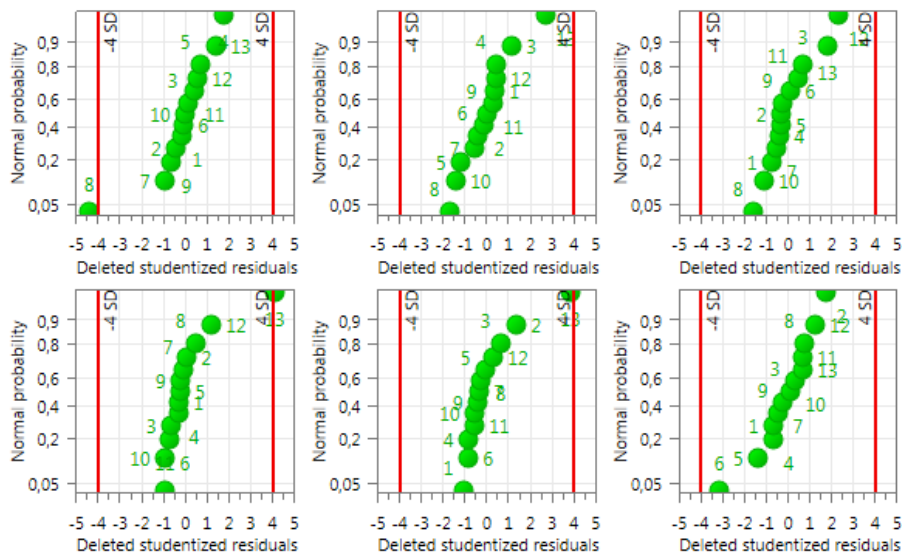 Normal probability
-4 SD
4 SD
0,9
5 4 13
0,8
3 12
0,6
10 11
0,4
6
2
0,2
1
8 7 9
0,05
-5 -4 -3 -2 -1 0 1 2 3 4 5
Deleted studentized residuals
Normal probability
-4 SD
4 SD
0,9
4 3
0,8
12
0,6
9 1
6
0,4
11
7 2
0,2
5
8 10
0,05
-5 -4 -3 -2 -1 0 1 2 3 4 5
Deleted studentized residuals
Normal probability
-4 SD
4 SD
0,9
3 12
11
0,8
9 13
0,6
6
2
0,4
5
4
0,2
1 7
8 10
0,05
-5 -4 -3 -2 -1 0 1 2 3 4 5
Deleted studentized residuals
Normal probability
-4 SD
4 SD
13
0,9
8 12
0,8
7 2
0,6
9
5
0,4
1
3
0,2
4
10 11 6
0,05
-5 -4 -3 -2 -1 0 1 2 3 4 5
Deleted studentized residuals
Normal probability
-4 SD
4 SD
13
0,9
3 2
0,8
5 12
0,6
7
9 8
0,4
10
11
0,2
4
1 6
0,05
-5 -4 -3 -2 -1 0 1 2 3 4 5
Deleted studentized residuals
Normal probability
-4 SD
4 SD
2
0,9
8 12
0,8
11
3 13
0,6
9
0,4
10
1 7
0,2
6 5 4
0,05
-5 -4 -3 -2 -1 0 1 2 3 4 5
Deleted studentized residuals